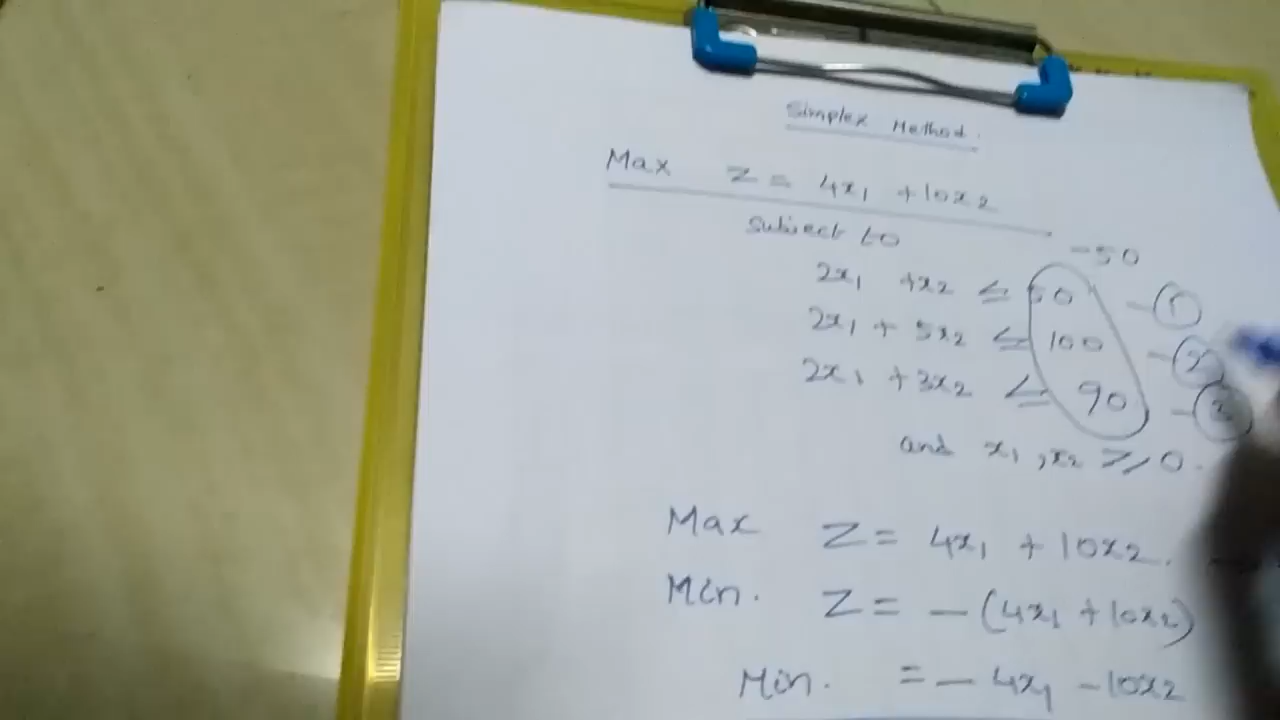 Simplex Method.
Max Z = 4x₁ + 10x₂
Subject to
-50
2x₁ + x₂ ≤ 50 - ①
2x₁ + 5x₂ ≤ 100 - ②
2x₁ + 3x₂ ≤ 90 - ③
and x₁, x₂ ≥ 0.
Max Z = 4x₁ + 10x₂.
Min. Z = - (4x₁ + 10x₂)
Min. = - 4x₁ - 10x₂